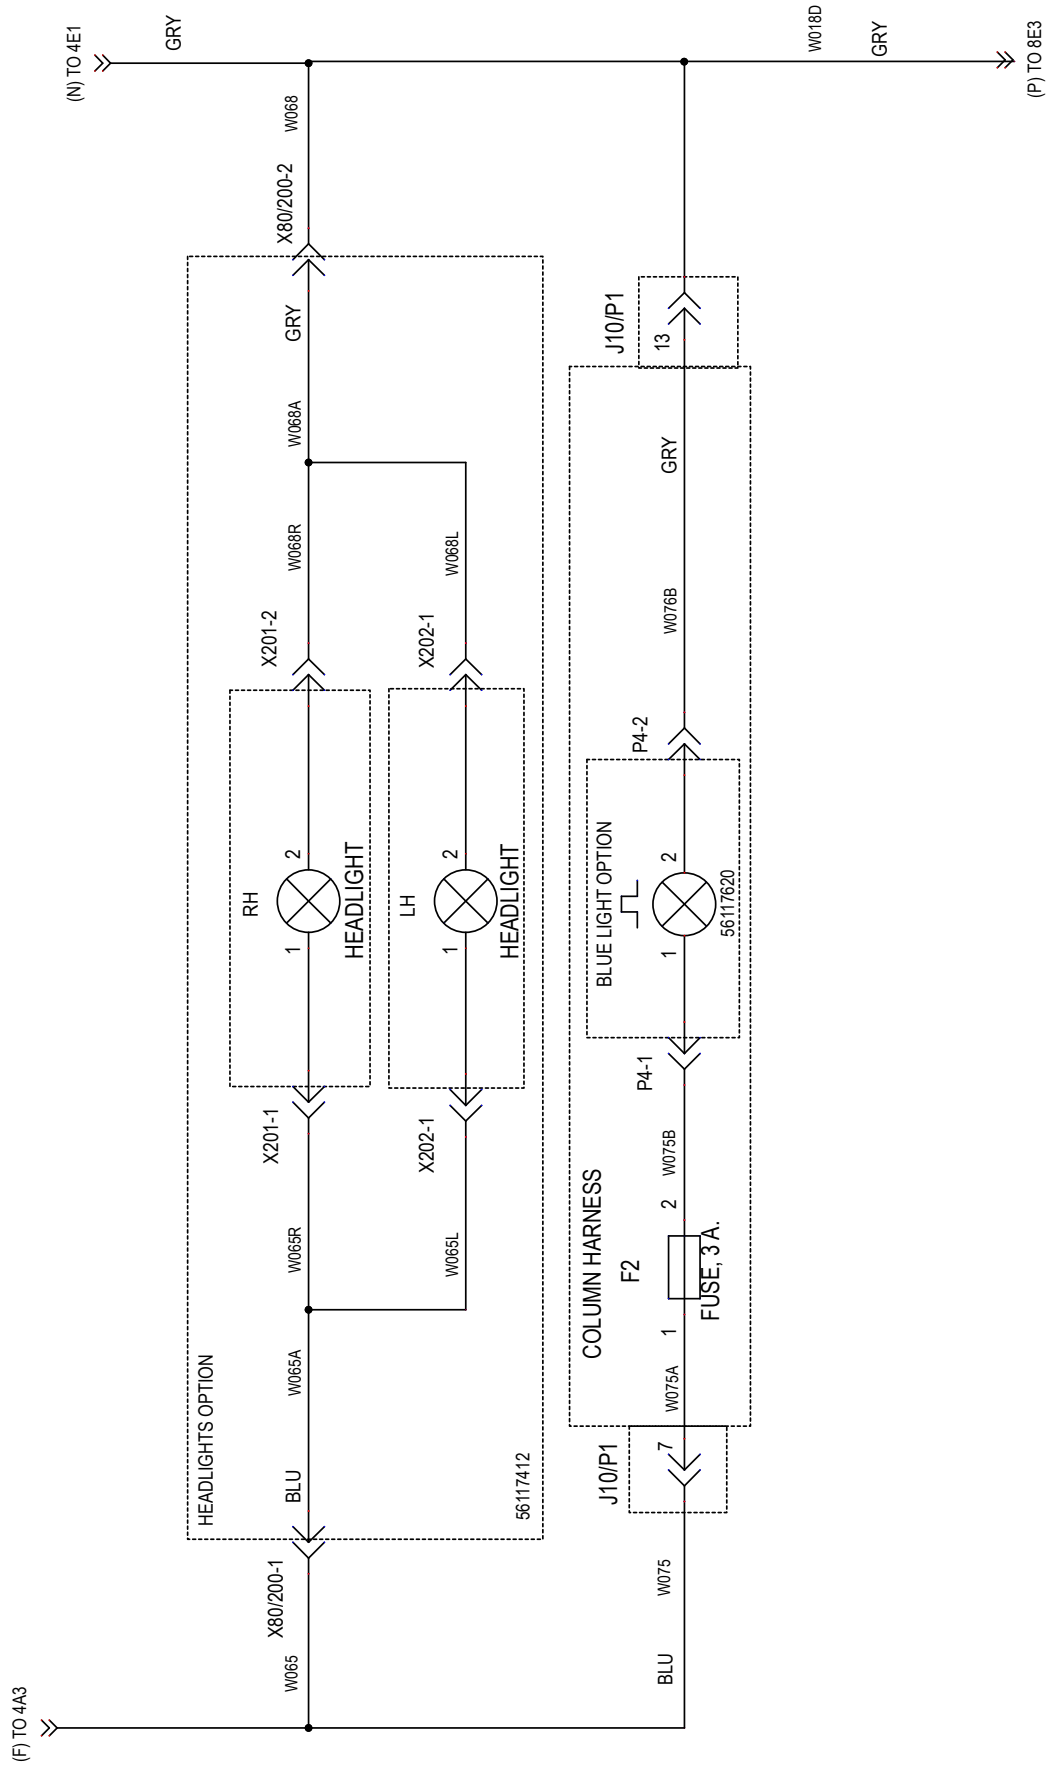 (F) TO 4A3
(N) TO 4E1
GRY
W065
X80/200-1
HEADLIGHTS OPTION
BLU
W065A
W065R
X201-1
RH
1
2
HEADLIGHT
X201-2
W068R
W068A
GRY
X80/200-2
W068
W065L
X202-1
LH
1
2
HEADLIGHT
X202-1
W068L
56117412
BLU
W075
J10/P1
7
COLUMN HARNESS
W075A
1
F2
2
FUSE, 3 A.
W075B
P4-1
BLUE LIGHT OPTION
1
2
56117620
P4-2
W076B
GRY
J10/P1
13
W018D
GRY
(P) TO 8E3